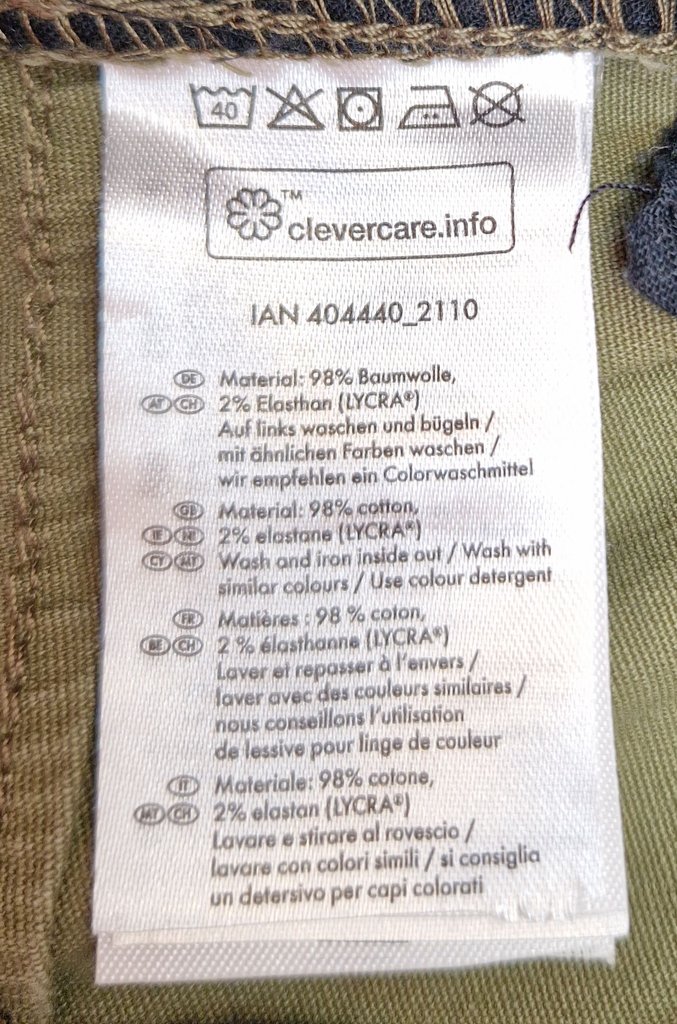 40
clevercare.info™
IAN 404440_2110
DE Material: 98% Baumwolle,
AT CH 2% Elasthan (LYCRA®)
Auf links waschen und bügeln /
mit ähnlichen Farben waschen /
wir empfehlen ein Colorwaschmittel
GB Material: 98% cotton,
IE NI 2% elastane (LYCRA®)
CY MT Wash and iron inside out / Wash with
similar colours / Use colour detergent
FR Matières : 98 % coton,
BE CH 2 % élasthanne (LYCRA®)
Laver et repasser à l'envers /
laver avec des couleurs similaires /
nous conseillons l'utilisation
de lessive pour linge de couleur
IT Materiale: 98% cotone,
MT CH 2% elastan (LYCRA®)
Lavare e stirare al rovescio /
lavare con colori simili / si consiglia
un detersivo per capi colorati